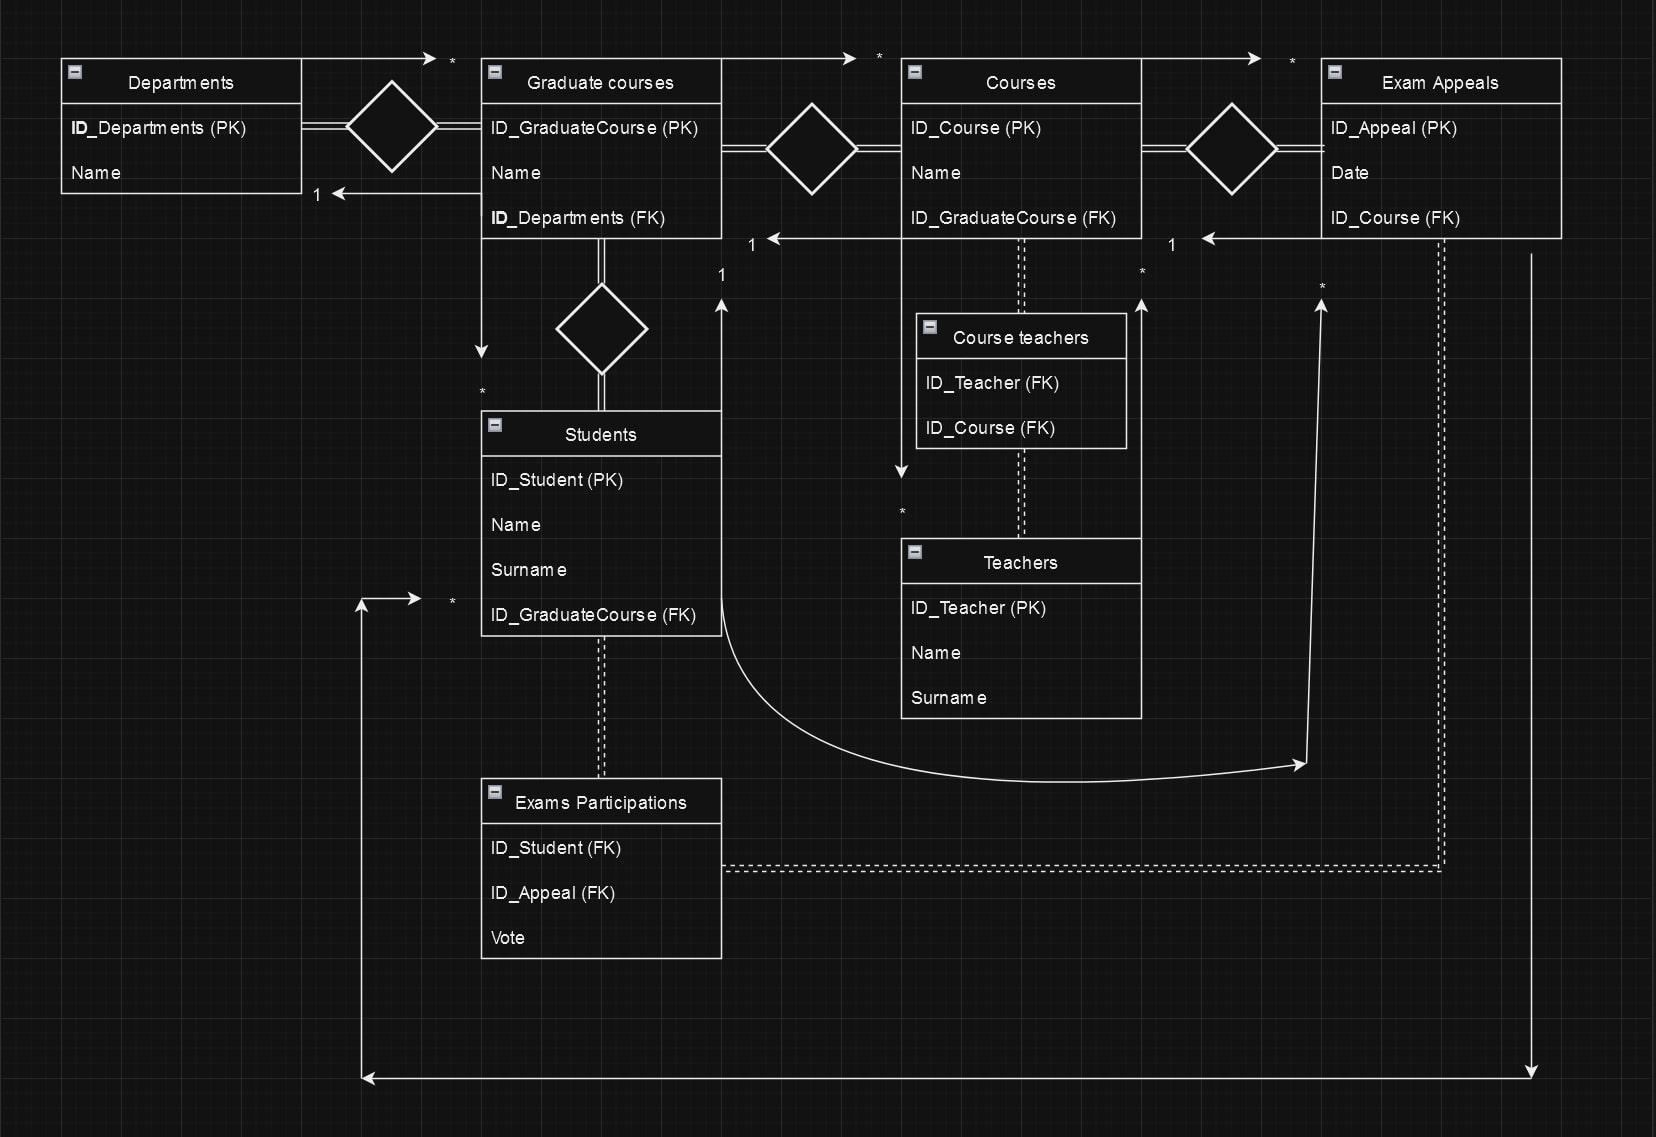 Departments
ID_Departments (PK)
Name
*
1
Graduate courses
ID_GraduateCourse (PK)
Name
ID_Departments (FK)
*
1
Courses
ID_Course (PK)
Name
ID_GraduateCourse (FK)
*
1
Exam Appeals
ID_Appeal (PK)
Date
ID_Course (FK)
1
*
*
Course teachers
ID_Teacher (FK)
ID_Course (FK)
*
Students
ID_Student (PK)
Name
Surname
ID_GraduateCourse (FK)
*
*
Teachers
ID_Teacher (PK)
Name
Surname
Exams Participations
ID_Student (FK)
ID_Appeal (FK)
Vote